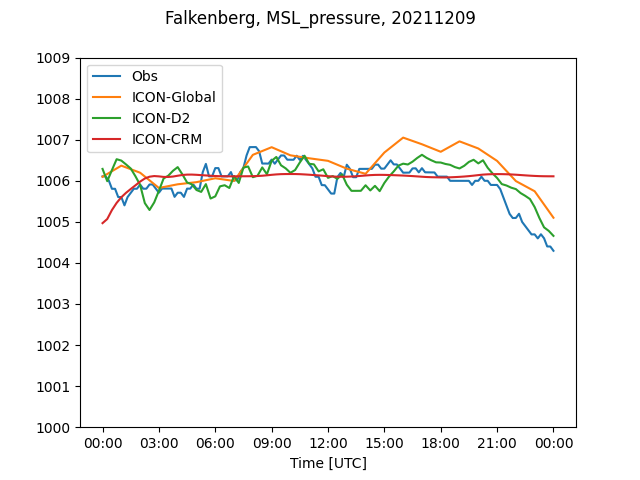 Falkenberg, MSL_pressure, 20211209
1009
1008
1007
1006
1005
1004
1003
1002
1001
1000
Obs
ICON-Global
ICON-D2
ICON-CRM
00:00 03:00 06:00 09:00 12:00 15:00 18:00 21:00 00:00
Time [UTC]